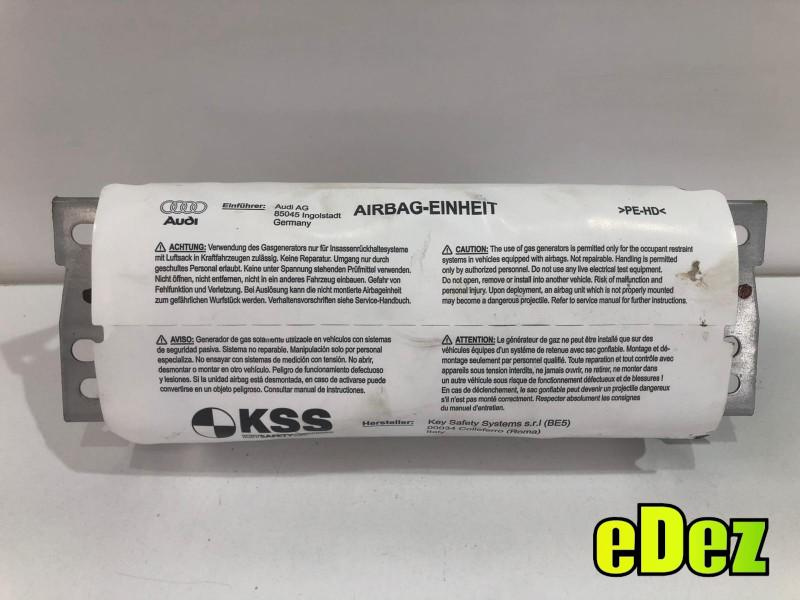 Audi
Einführer: Audi AG
85045 Ingolstadt
Germany
AIRBAG-EINHEIT
>PE-HD<
ACHTUNG: Verwendung des Gasgenerators nur für Insassenrückhaltesysteme
mit Luftsack in Kraftfahrzeugen zulässig. Keine Reparatur. Umgang nur durch
geschultes Personal erlaubt. Keine unter Spannung stehenden Prüfmittel verwenden.
Nicht öffnen, nicht entfernen, nicht in ein andere Fahrzeug einbauen. Gefahr von
Fehlfunktion und Verletzung. Bei Auslösung kann die nicht montierte Airbageinheit
zum gefährlichen Wurfstück werden. Verhaltensvorschriften siehe Service-Handbuch.
CAUTION: The use of gas generators is permitted only for the occupant restraint
systems in vehicles equipped with airbags. Not repairable. Handling is permitted
only by authorized personnel. Do not use any live electrical test equipment.
Do not open, remove or install into another vehicle. Risk of malfunction and
personal injury. Upon deployment, an airbag unit which is not properly mounted
may become a dangerous projectile. Refer to service manual for further instructions.
AVISO: Generador de gas solamente utilizable en vehículos con sistemas
de seguridad pasiva. Sistema no reparable. Manipulación solo por personal
especializa. No ensayar con sistemas de medición con tensión. No abrir,
desmontar o montar en otro vehículo. Peligro de funcionamiento defectuoso
y lesiones. Si la unidad airbag está desmontada, en caso de activarse puede
convertirse en un objeto peligroso. Consultar manual de instrucciones.
ATTENTION: Le générateur de gaz ne peut être installé que sur des
véhicules équipes d'un système de retenue avec sac gonflable. Montage et dé-
montage seulement par personnel qualifié. Toute reparation et tout contrôle avec
appareils sous tension interdits, ne jamais ouvrir, ne retirer, ne monter dans
un autre véhicule sous risque de fonctionnement défectueux et de blessures !
En cas de déclenchement, le sac gonflable peut devenir un projectile dangereux
s'il n'est pas monté correctment. Respectez absolument les consignes
du manuel d'entretien.
KSS
Hersteller: Key Safety Systems s.r.l (BE5)
00034 Colleferro (Roma)
Italy
eDez